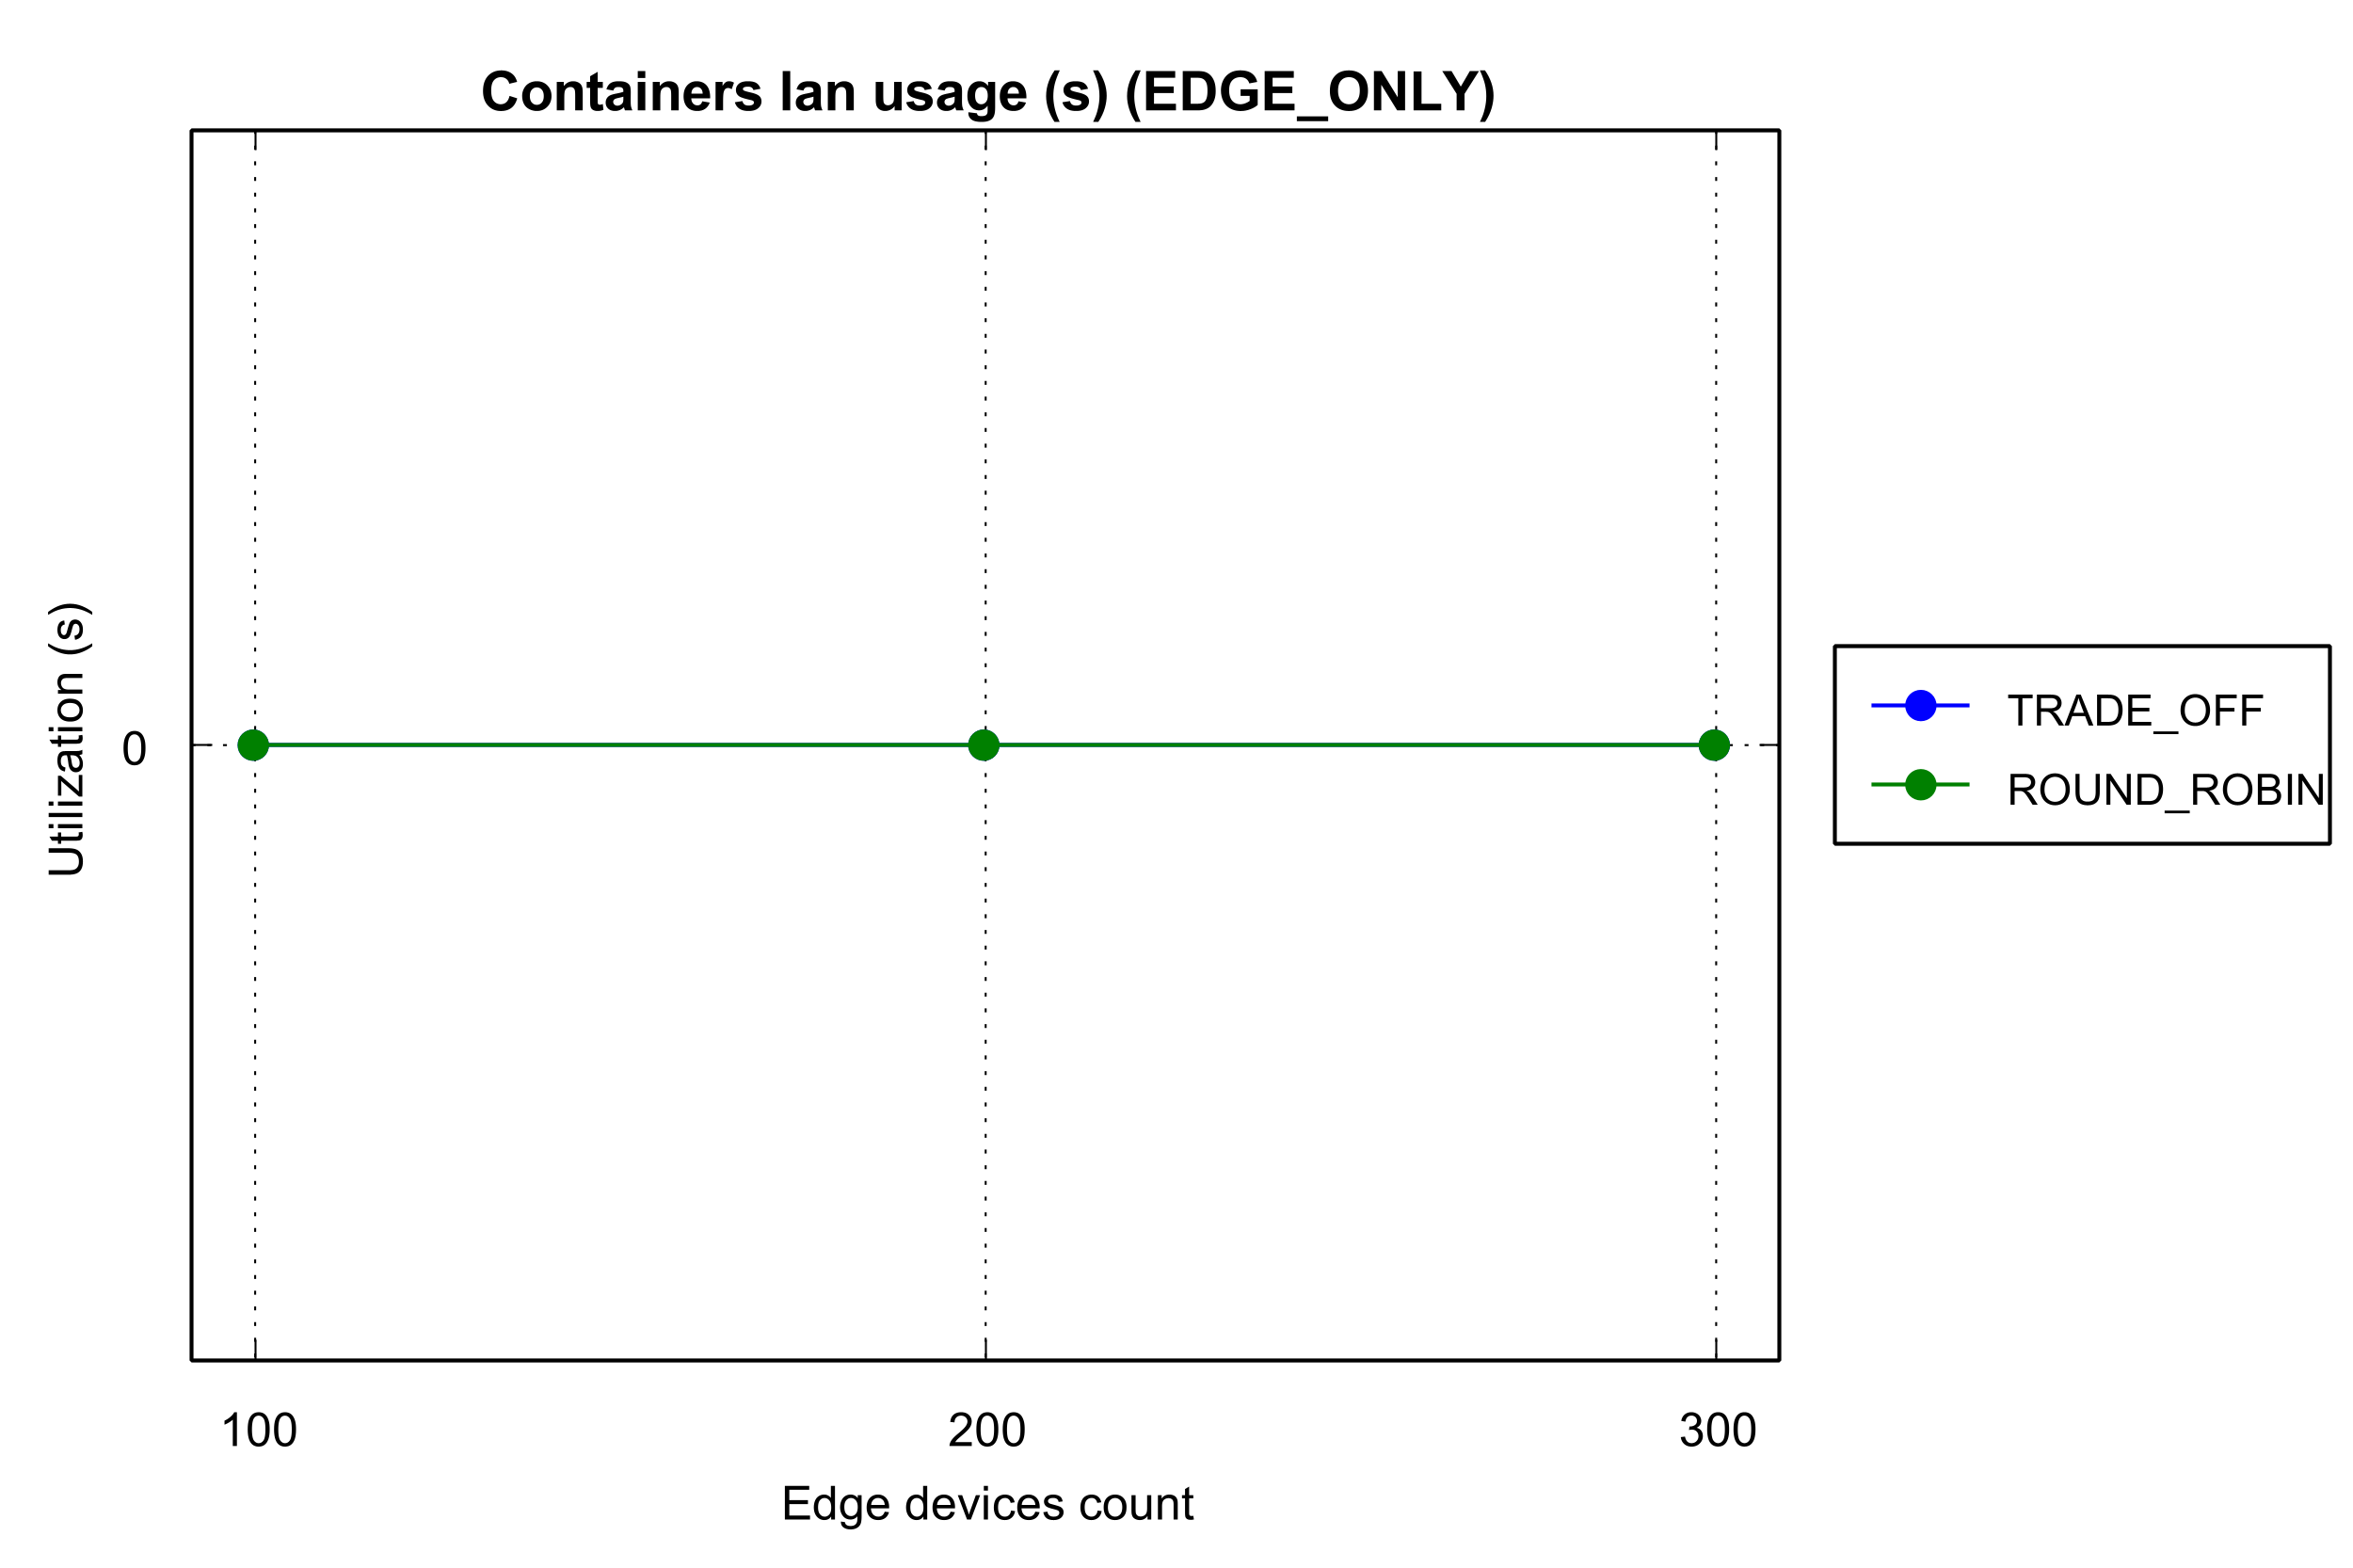 Containers lan usage (s) (EDGE_ONLY)
Utilization (s)
0
TRADE_OFF
ROUND_ROBIN
100 200 300
Edge devices count